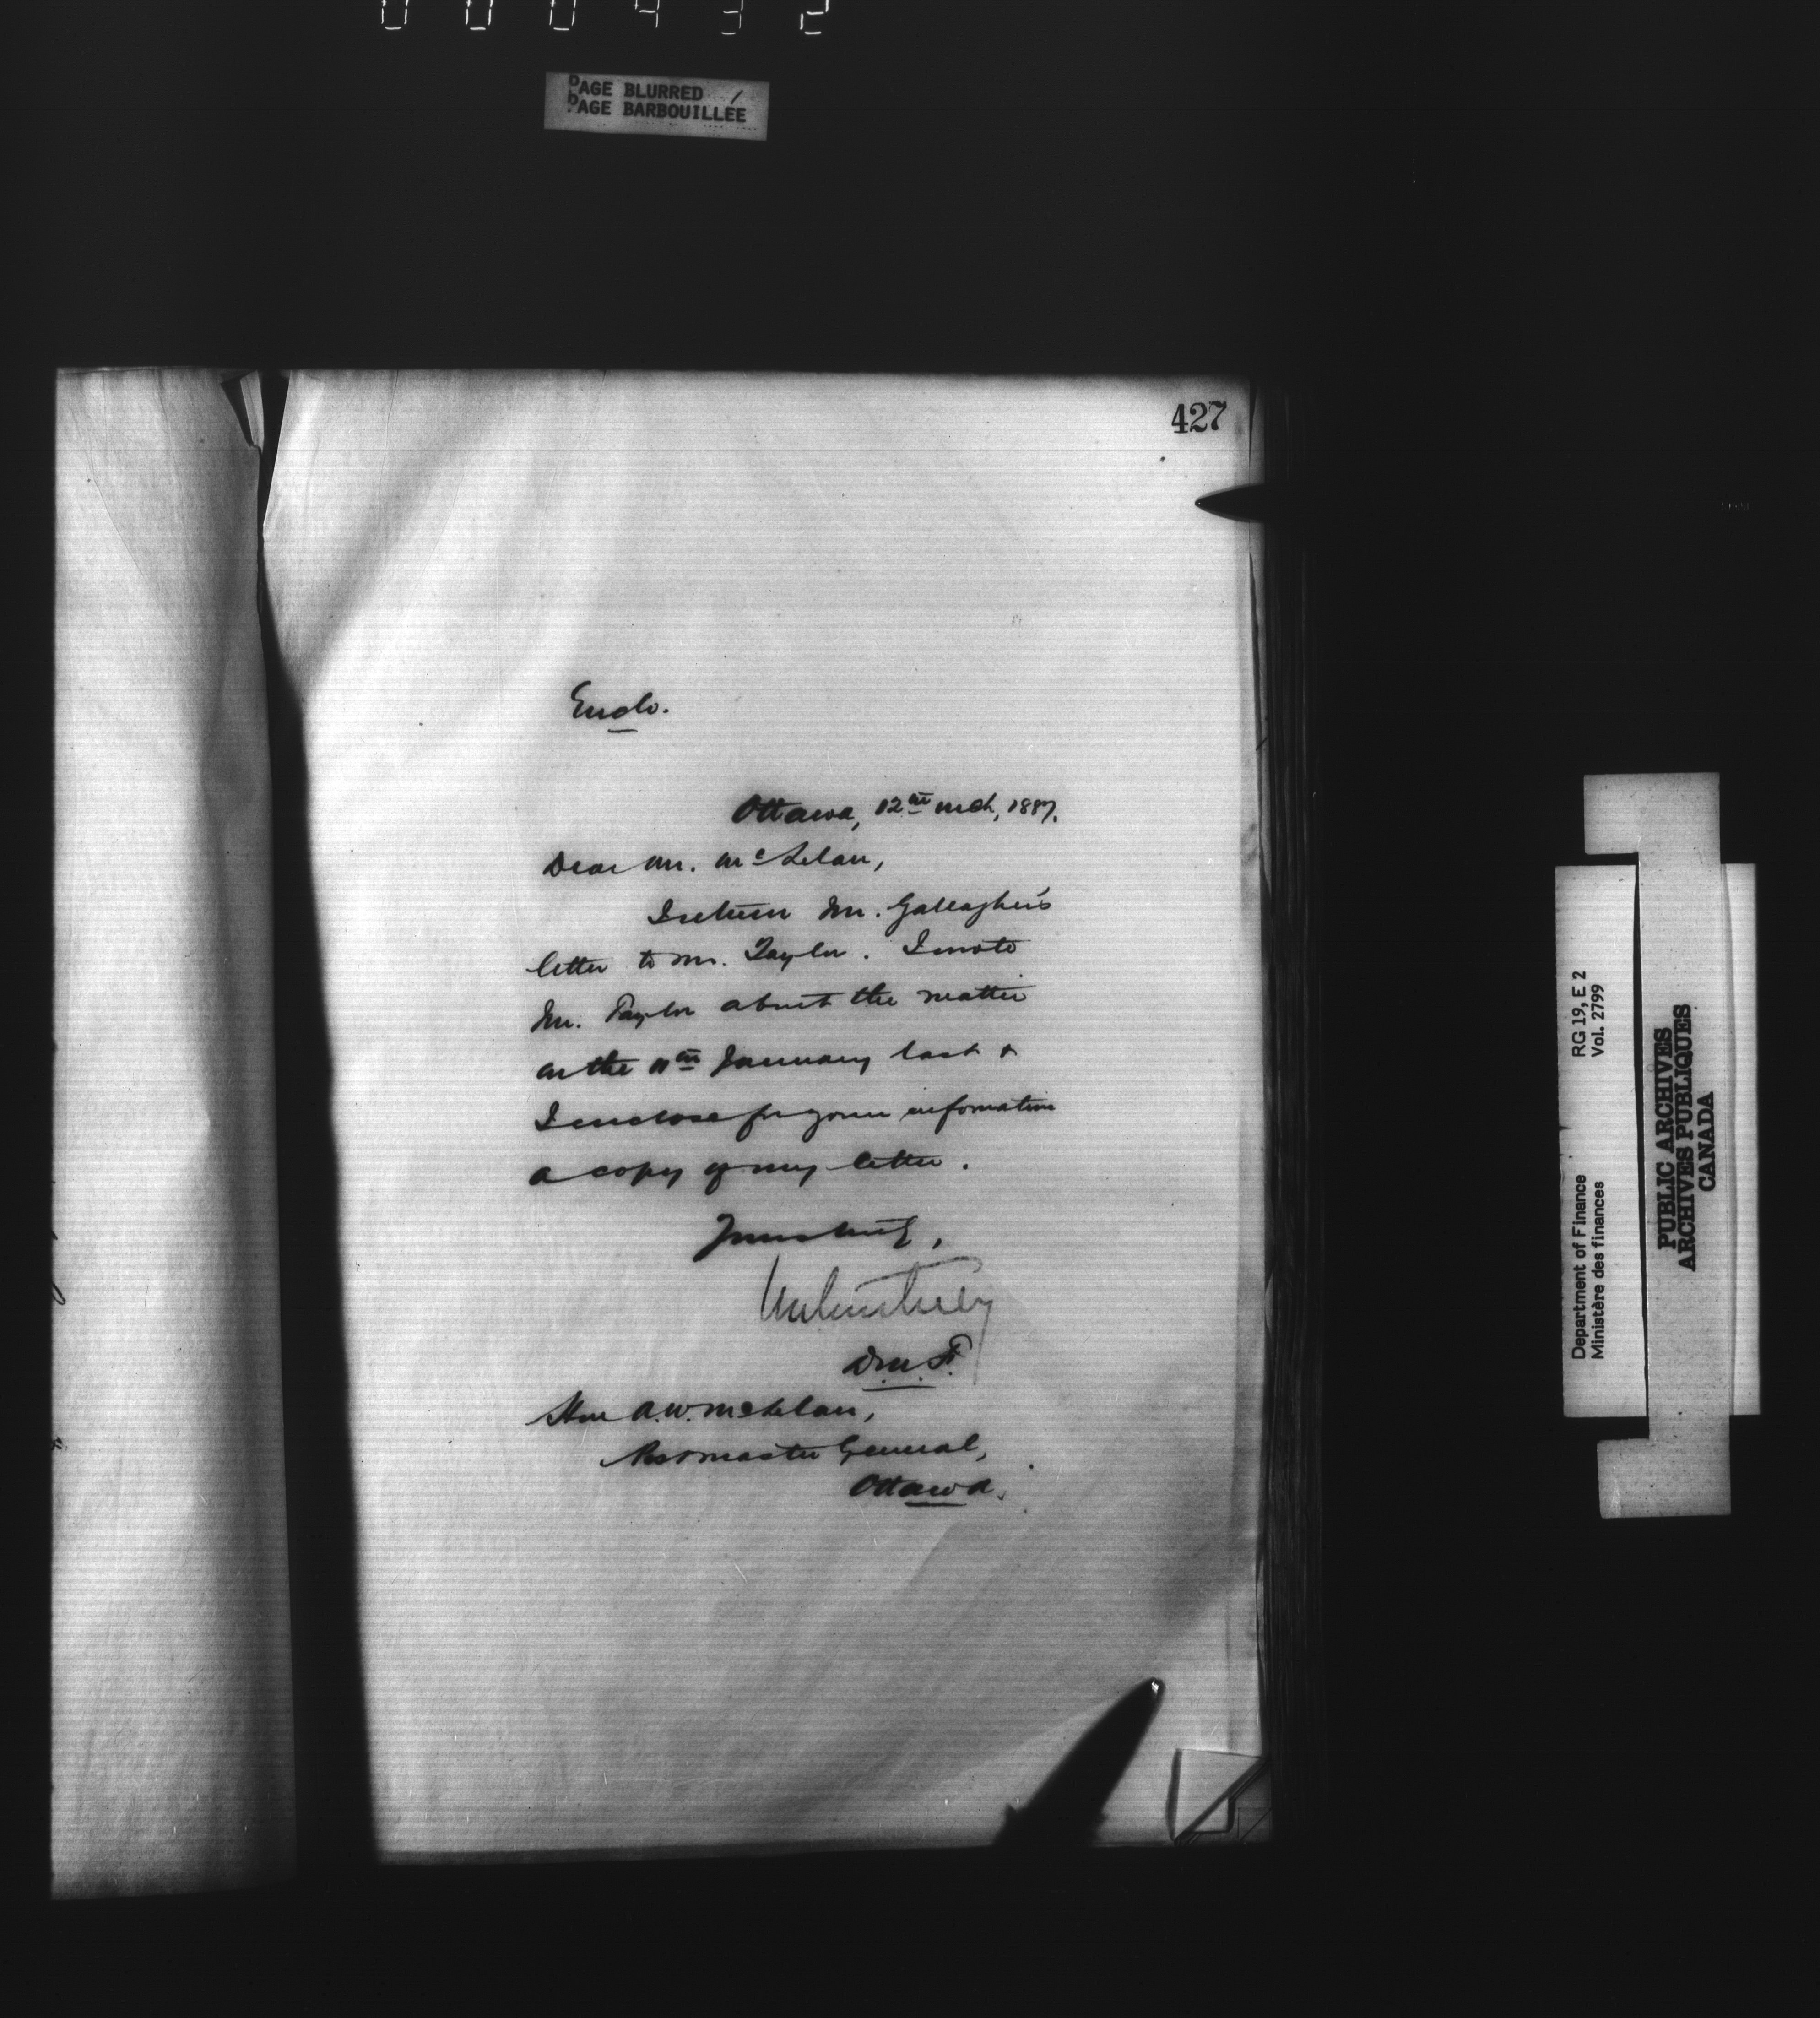 000432
PAGE BLURRED
PAGE BARBOUILLÉE
427
Enclo.
Ottawa, 12th Mch, 1887.
Dear Mr. McLelan,
I return Mr. Gallagher's
letter to Mr. Taylor. I wrote
Mr. Taylor about the matter
on the 11th January last &
I enclose for your information
a copy of my letter.
Yours truly,
D.M.F.
Hon A.W. McLelan,
Postmaster General,
Ottawa.
Department of Finance RG 19, E 2
Ministère des finances Vol. 2799
PUBLIC ARCHIVES
ARCHIVES PUBLIQUES
CANADA